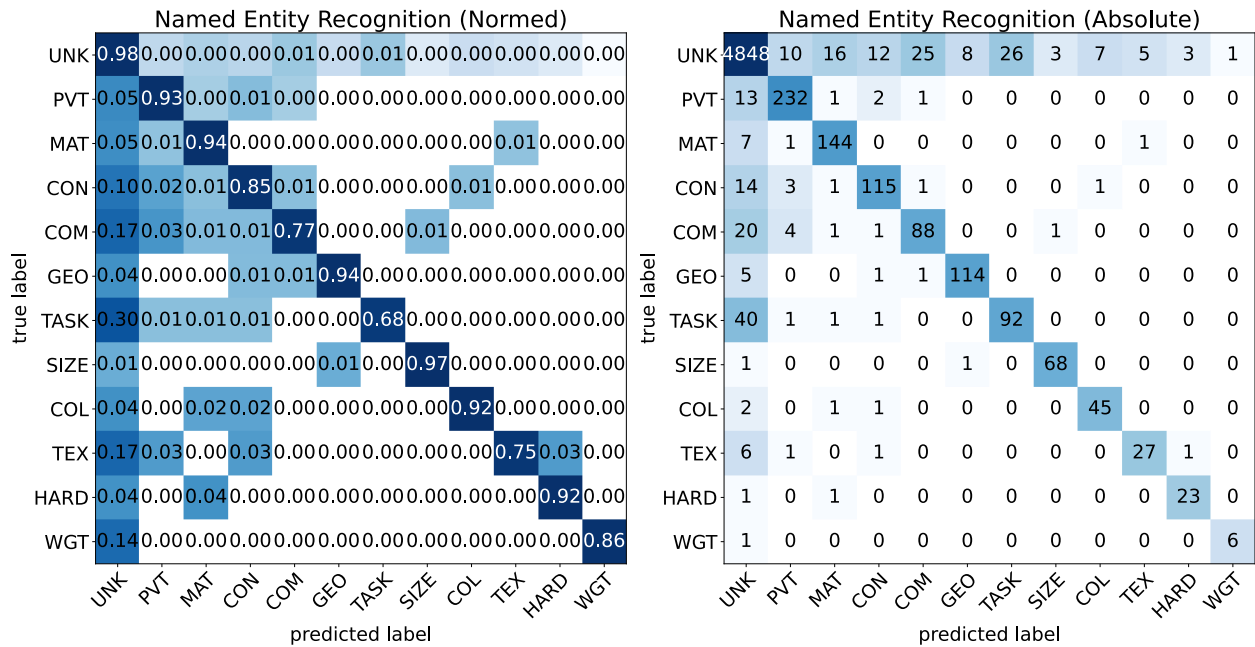 Named Entity Recognition (Normed)
UNK 0.98 0.00 0.00 0.00 0.01 0.00 0.01 0.00 0.00 0.00 0.00 0.00
PVT 0.05 0.93 0.00 0.01 0.00 0.00 0.00 0.00 0.00 0.00 0.00 0.00
MAT 0.05 0.01 0.94 0.00 0.00 0.00 0.00 0.00 0.00 0.01 0.00 0.00
CON 0.10 0.02 0.01 0.85 0.01 0.00 0.00 0.00 0.01 0.00 0.00 0.00
COM 0.17 0.03 0.01 0.01 0.77 0.00 0.00 0.01 0.00 0.00 0.00 0.00
GEO 0.04 0.00 0.00 0.01 0.01 0.94 0.00 0.00 0.00 0.00 0.00 0.00
TASK 0.30 0.01 0.01 0.01 0.00 0.00 0.68 0.00 0.00 0.00 0.00 0.00
SIZE 0.01 0.00 0.00 0.00 0.00 0.01 0.00 0.97 0.00 0.00 0.00 0.00
COL 0.04 0.00 0.02 0.02 0.00 0.00 0.00 0.00 0.92 0.00 0.00 0.00
TEX 0.17 0.03 0.00 0.03 0.00 0.00 0.00 0.00 0.00 0.75 0.03 0.00
HARD 0.04 0.00 0.04 0.00 0.00 0.00 0.00 0.00 0.00 0.00 0.92 0.00
WGT 0.14 0.00 0.00 0.00 0.00 0.00 0.00 0.00 0.00 0.00 0.00 0.86
UNK PVT MAT CON COM GEO TASK SIZE COL TEX HARD WGT
predicted label
true label
Named Entity Recognition (Absolute)
UNK 4848 10 16 12 25 8 26 3 7 5 3 1
PVT 13 232 1 2 1 0 0 0 0 0 0 0
MAT 7 1 144 0 0 0 0 0 0 1 0 0
CON 14 3 1 115 1 0 0 0 1 0 0 0
COM 20 4 1 1 88 0 0 1 0 0 0 0
GEO 5 0 0 1 1 114 0 0 0 0 0 0
TASK 40 1 1 1 0 0 92 0 0 0 0 0
SIZE 1 0 0 0 0 1 0 68 0 0 0 0
COL 2 0 1 1 0 0 0 0 45 0 0 0
TEX 6 1 0 1 0 0 0 0 0 27 1 0
HARD 1 0 1 0 0 0 0 0 0 0 23 0
WGT 1 0 0 0 0 0 0 0 0 0 0 6
UNK PVT MAT CON COM GEO TASK SIZE COL TEX HARD WGT
predicted label
true label